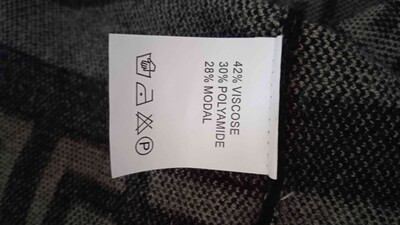 42% VISCOSE
30% POLYAMIDE
28% MODAL
P